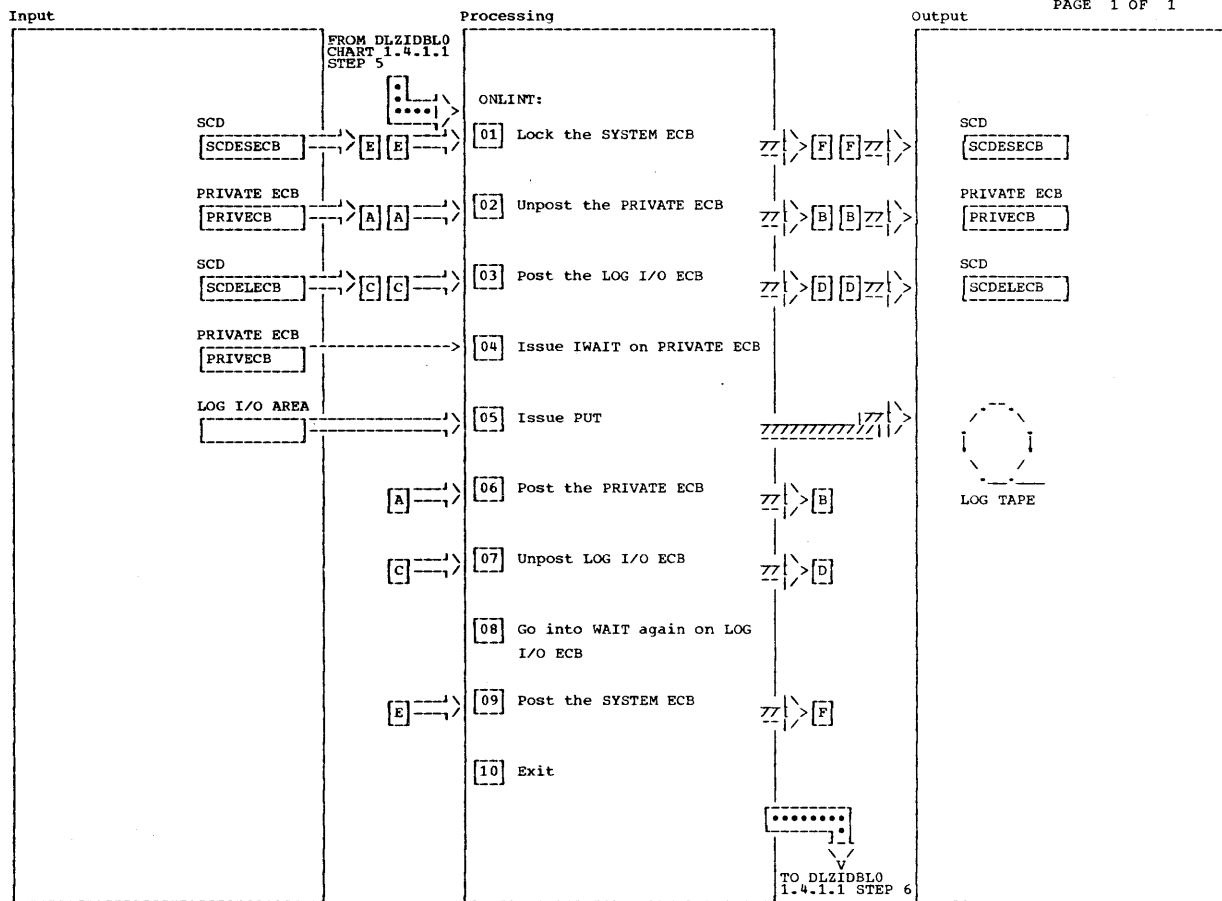 PAGE 1 OF 1
Input Processing Output
FROM DLZIDBL0
CHART 1.4.1.1
STEP 5
ONLINT:
SCD
SCDESECB E E 01 Lock the SYSTEM ECB F F
SCD
SCDESECB
PRIVATE ECB
PRIVECB A A 02 Unpost the PRIVATE ECB B B
PRIVATE ECB
PRIVECB
SCD
SCDELECB C C 03 Post the LOG I/O ECB D D
SCD
SCDELECB
PRIVATE ECB
PRIVECB
04 Issue IWAIT on PRIVATE ECB
LOG I/O AREA
05 Issue PUT
LOG TAPE
A 06 Post the PRIVATE ECB B
C 07 Unpost LOG I/O ECB D
08 Go into WAIT again on LOG
I/O ECB
E 09 Post the SYSTEM ECB F
10 Exit
TO DLZIDBL0
1.4.1.1 STEP 6